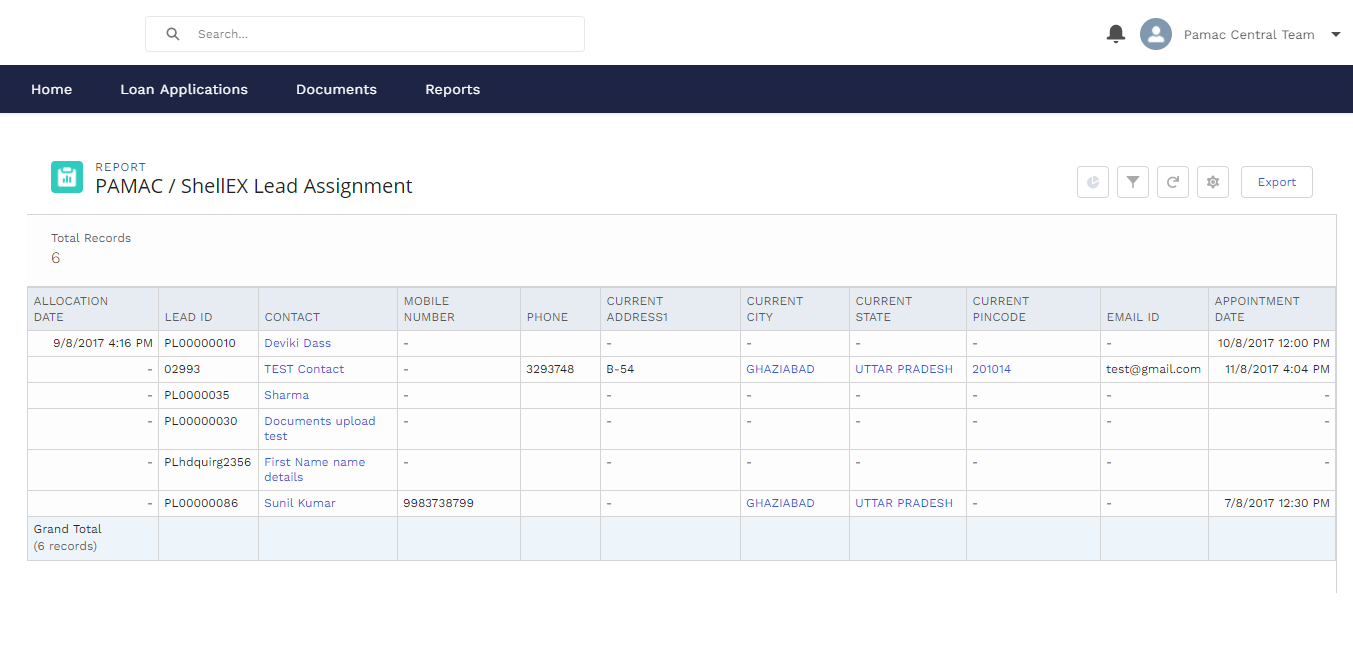 Search...
Pamac Central Team
Home Loan Applications Documents Reports
REPORT
PAMAC / ShellEX Lead Assignment
Export
Total Records
6
ALLOCATION DATE LEAD ID CONTACT MOBILE NUMBER PHONE CURRENT ADDRESS1 CURRENT CITY CURRENT STATE CURRENT PINCODE EMAIL ID APPOINTMENT DATE
9/8/2017 4:16 PM PL00000010 Deviki Dass - - - - - - 10/8/2017 12:00 PM
- 02993 TEST Contact - 3293748 B-54 GHAZIABAD UTTAR PRADESH 201014 test@gmail.com 11/8/2017 4:04 PM
- PL0000035 Sharma - - - - - - -
- PL00000030 Documents upload test - - - - - - -
- PLhdquirg2356 First Name name details - - - - - - -
- PL00000086 Sunil Kumar 9983738799 - GHAZIABAD UTTAR PRADESH - - 7/8/2017 12:30 PM
Grand Total
(6 records)